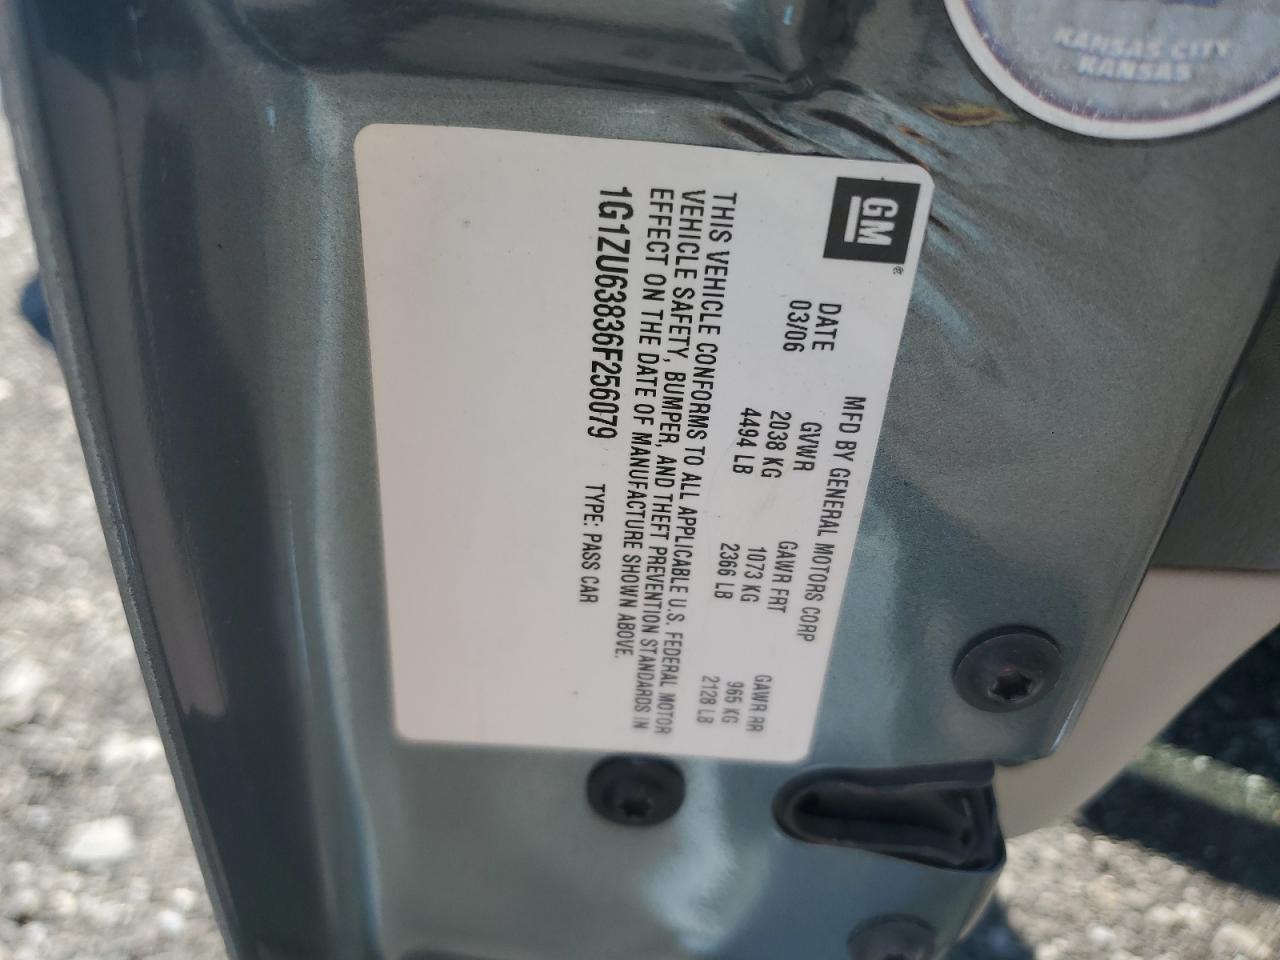 KANSAS CITY
KANSAS
GM
MFD BY GENERAL MOTORS CORP
DATE GVWR GAWR FRT GAWR RR
03/06 2038 KG 1073 KG 965 KG
4494 LB 2366 LB 2128 LB
THIS VEHICLE CONFORMS TO ALL APPLICABLE U.S. FEDERAL MOTOR
VEHICLE SAFETY, BUMPER, AND THEFT PREVENTION STANDARDS IN
EFFECT ON THE DATE OF MANUFACTURE SHOWN ABOVE.
1G1ZU63836F256079 TYPE: PASS CAR